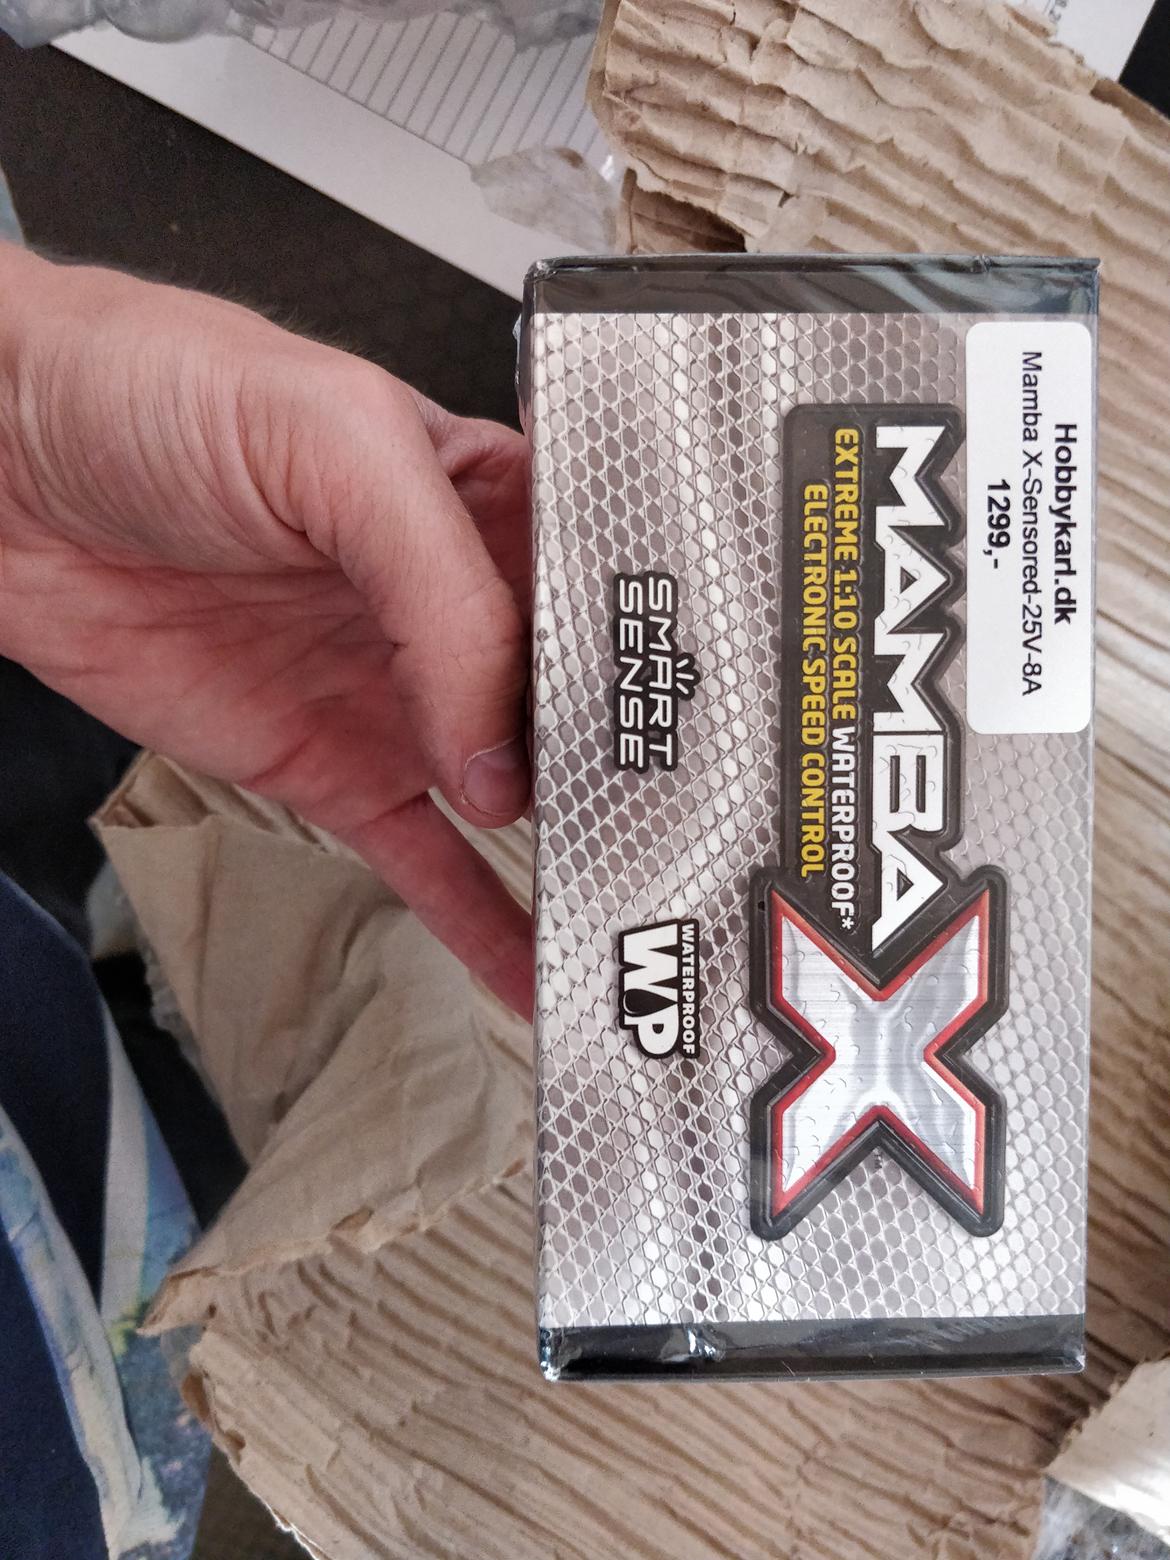 Hobbykarl.dk
Mamba X-Sensored-25V-8A
1299,-
MAMBA X™
EXTREME 1:10 SCALE WATERPROOF*
ELECTRONIC SPEED CONTROL
SMART
SENSE
WATERPROOF
WP